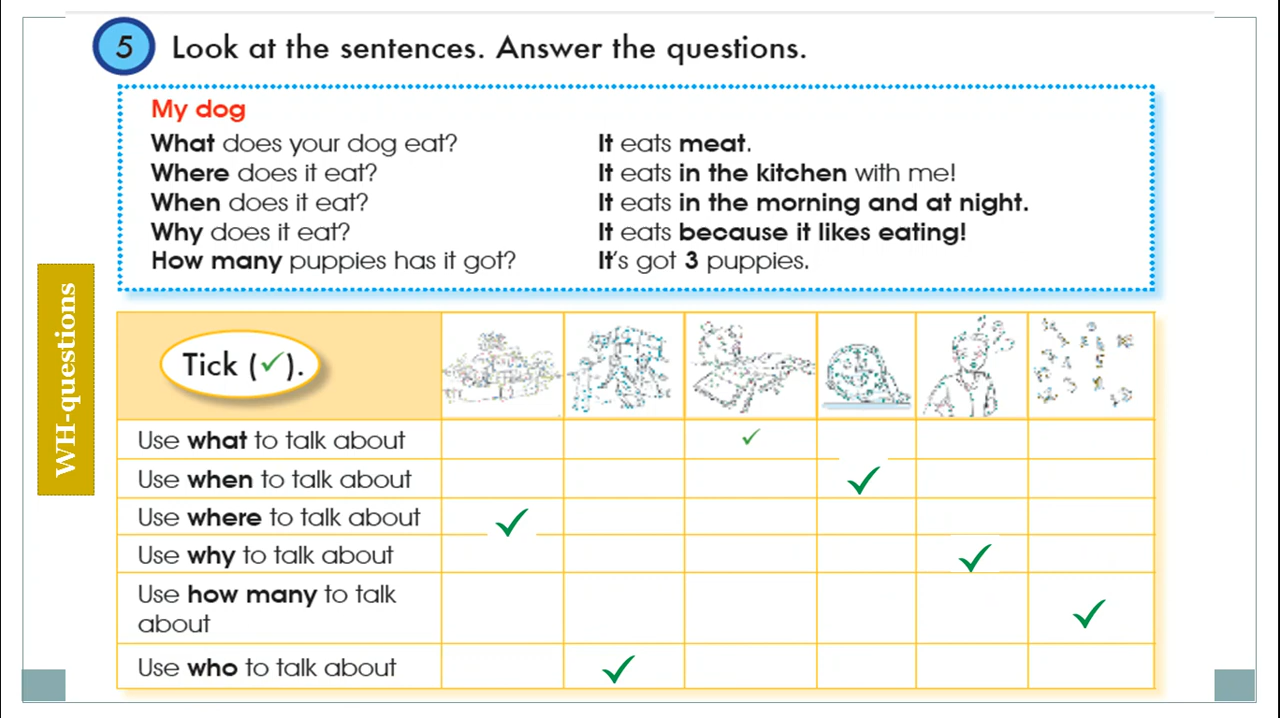 5 Look at the sentences. Answer the questions.
My dog
What does your dog eat? It eats meat.
Where does it eat? It eats in the kitchen with me!
When does it eat? It eats in the morning and at night.
Why does it eat? It eats because it likes eating!
How many puppies has it got? It's got 3 puppies.
WH-questions
Tick (✓).
Use what to talk about ✓
Use when to talk about ✓
Use where to talk about ✓
Use why to talk about ✓
Use how many to talk
about ✓
Use who to talk about ✓